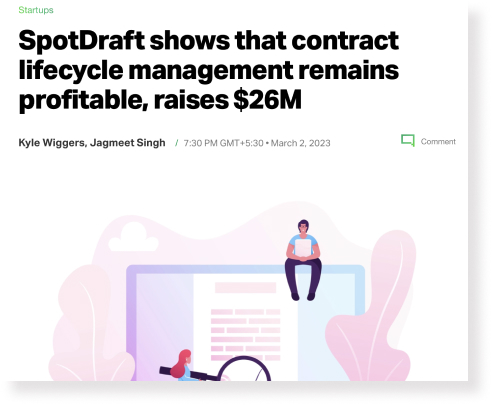 Startups
SpotDraft shows that contract
lifecycle management remains
profitable, raises $26M
Kyle Wiggers, Jagmeet Singh / 7:30 PM GMT+5:30 • March 2, 2023
Comment